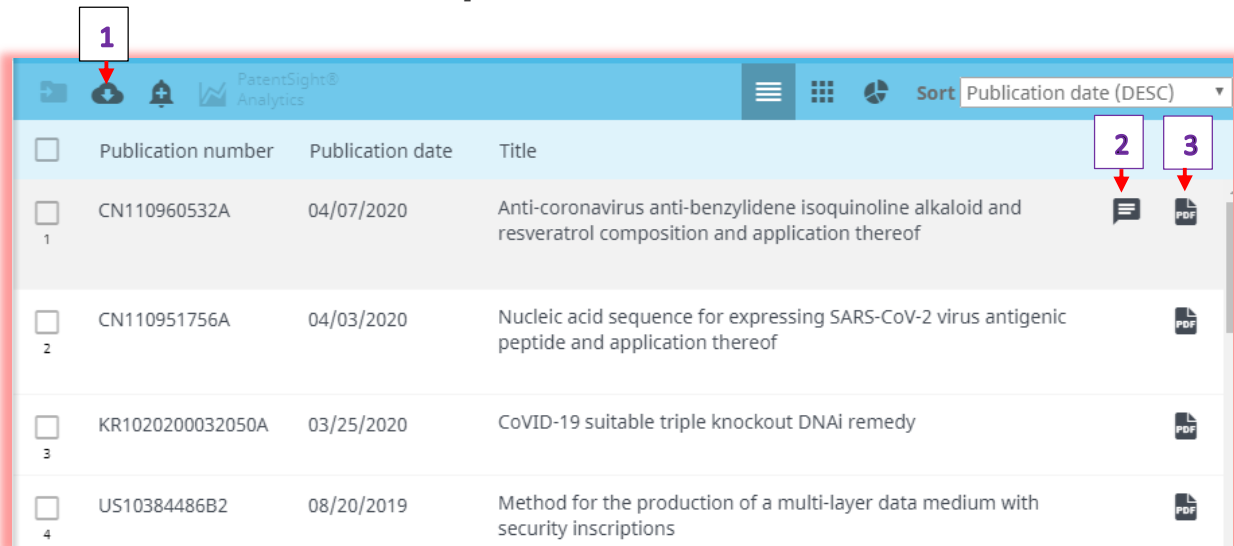 1
PatentSight®
Analytics
Sort Publication date (DESC)
Publication number Publication date Title
2 3
CN110960532A 04/07/2020 Anti-coronavirus anti-benzylidene isoquinoline alkaloid and
resveratrol composition and application thereof
PDF
1
CN110951756A 04/03/2020 Nucleic acid sequence for expressing SARS-CoV-2 virus antigenic
peptide and application thereof
PDF
2
KR1020200032050A 03/25/2020 CoVID-19 suitable triple knockout DNAi remedy
PDF
3
US10384486B2 08/20/2019 Method for the production of a multi-layer data medium with
security inscriptions
PDF
4